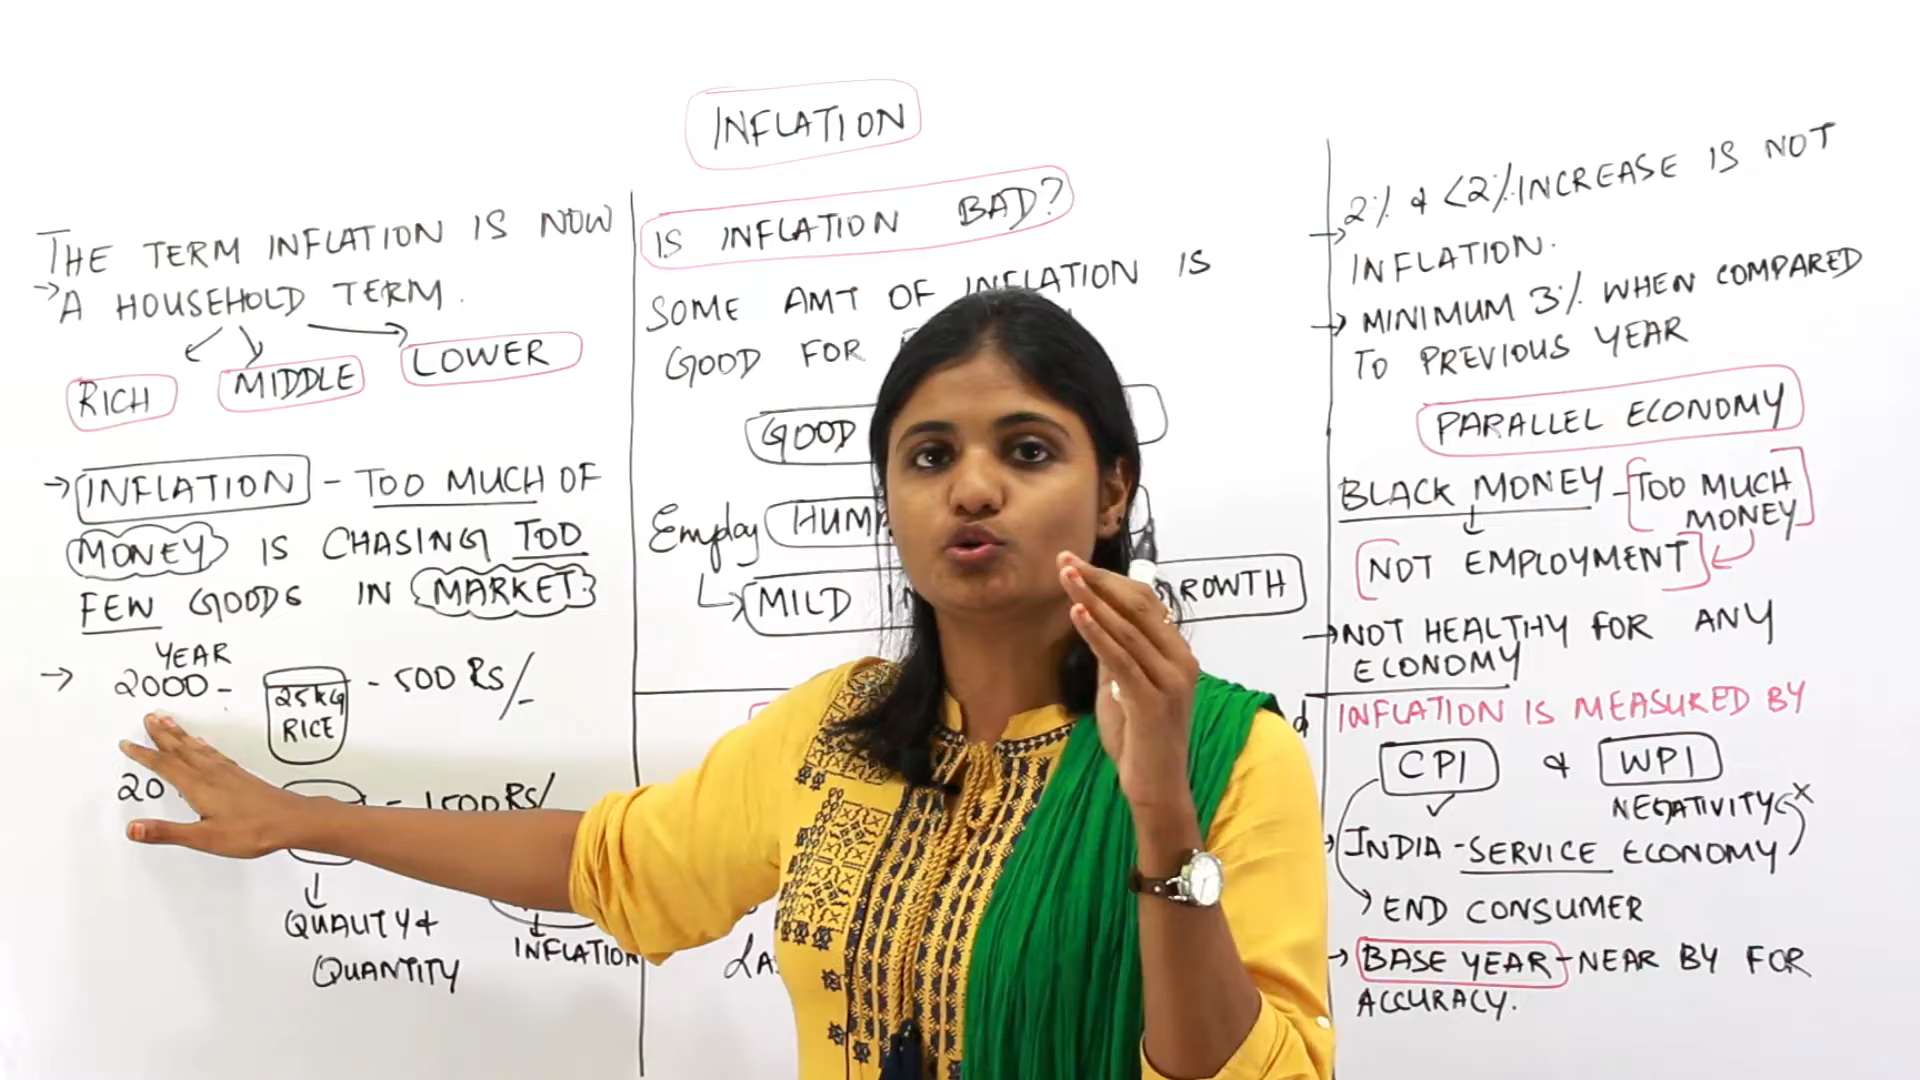 INFLATION
THE TERM INFLATION IS NOW
→ A HOUSEHOLD TERM.
RICH MIDDLE LOWER
→ INFLATION - TOO MUCH OF
MONEY IS CHASING TOO
FEW GOODS IN MARKET.
YEAR
→ 2000 - 25KG RICE - 500 RS/-
20 - 1500 RS/
QUALITY &
QUANTITY
INFLATION
IS INFLATION BAD?
SOME AMT OF INFLATION IS
GOOD FOR
GOOD
Employ
MILD GROWTH
→ 2% & <2% INCREASE IS NOT
INFLATION.
→ MINIMUM 3% WHEN COMPARED
TO PREVIOUS YEAR
PARALLEL ECONOMY
BLACK MONEY - TOO MUCH
MONEY
NOT EMPLOYMENT
→ NOT HEALTHY FOR ANY
ECONOMY
INFLATION IS MEASURED BY
CPI & WPI
NEGATIVITY
INDIA - SERVICE ECONOMY
END CONSUMER
→ BASE YEAR - NEAR BY FOR
ACCURACY.